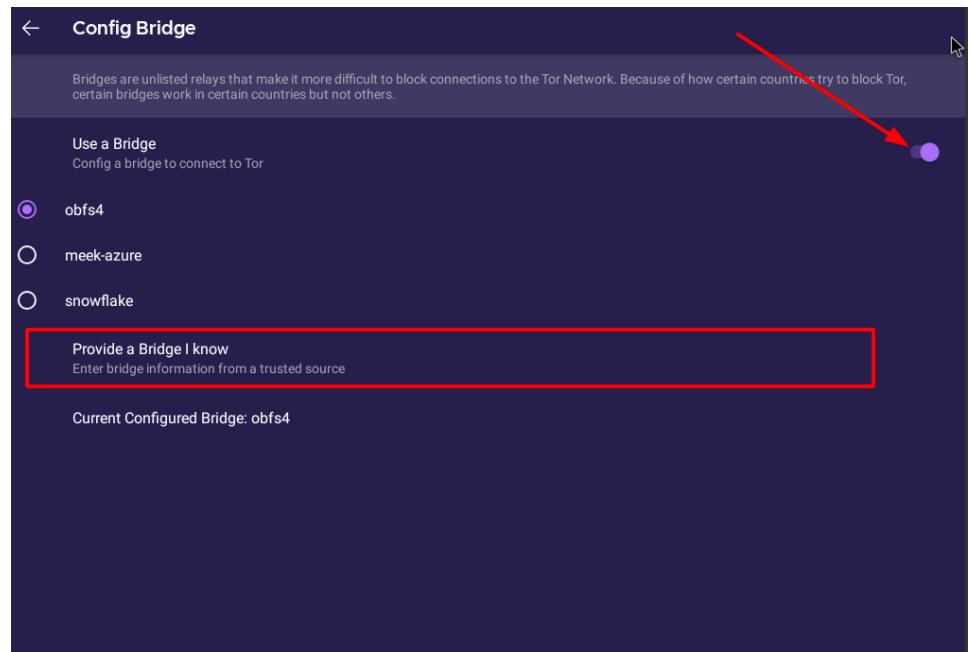 Config Bridge
Bridges are unlisted relays that make it more difficult to block connections to the Tor Network. Because of how certain countries try to block Tor,
certain bridges work in certain countries but not others.
Use a Bridge
Config a bridge to connect to Tor
obfs4
meek-azure
snowflake
Provide a Bridge I know
Enter bridge information from a trusted source
Current Configured Bridge: obfs4